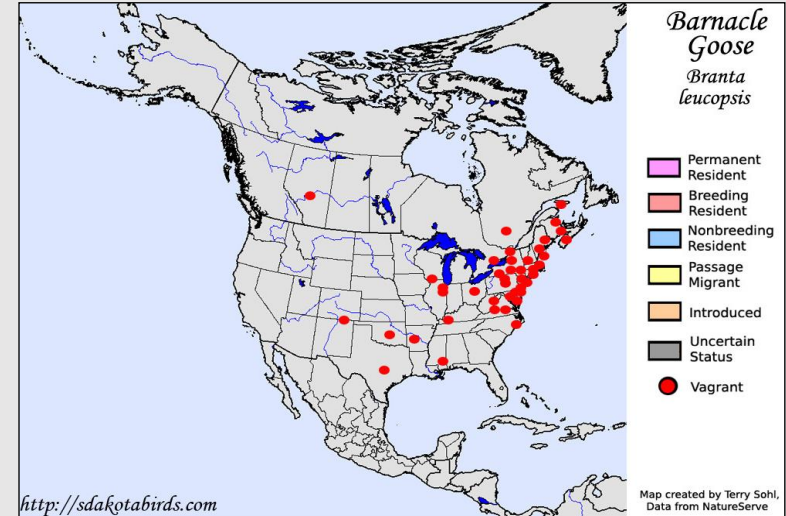 Barnacle
Goose
Branta
leucopsis
Permanent
Resident
Breeding
Resident
Nonbreeding
Resident
Passage
Migrant
Introduced
Uncertain
Status
Vagrant
Map created by Terry Sohl,
Data from NatureServe
http://sdakotabirds.com